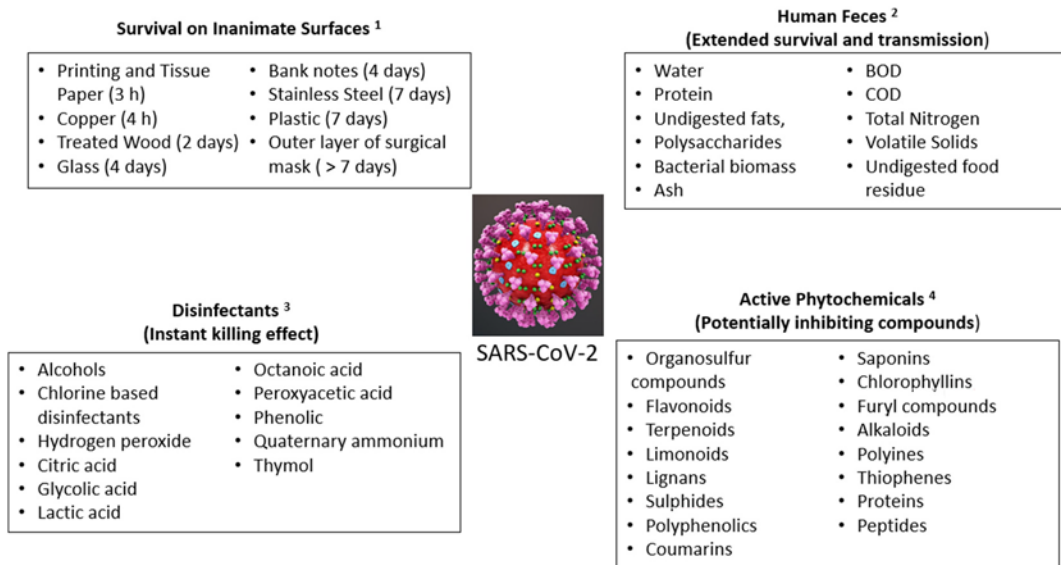 Survival on Inanimate Surfaces 1
• Printing and Tissue
Paper (3 h)
• Copper (4 h)
• Treated Wood (2 days)
• Glass (4 days)
• Bank notes (4 days)
• Stainless Steel (7 days)
• Plastic (7 days)
• Outer layer of surgical
mask ( > 7 days)
Human Feces 2
(Extended survival and transmission)
• Water
• Protein
• Undigested fats,
• Polysaccharides
• Bacterial biomass
• Ash
• BOD
• COD
• Total Nitrogen
• Volatile Solids
• Undigested food
residue
SARS-CoV-2
Disinfectants 3
(Instant killing effect)
• Alcohols
• Chlorine based
disinfectants
• Hydrogen peroxide
• Citric acid
• Glycolic acid
• Lactic acid
• Octanoic acid
• Peroxyacetic acid
• Phenolic
• Quaternary ammonium
• Thymol
Active Phytochemicals 4
(Potentially inhibiting compounds)
• Organosulfur
compounds
• Flavonoids
• Terpenoids
• Limonoids
• Lignans
• Sulphides
• Polyphenolics
• Coumarins
• Saponins
• Chlorophyllins
• Furyl compounds
• Alkaloids
• Polyines
• Thiophenes
• Proteins
• Peptides